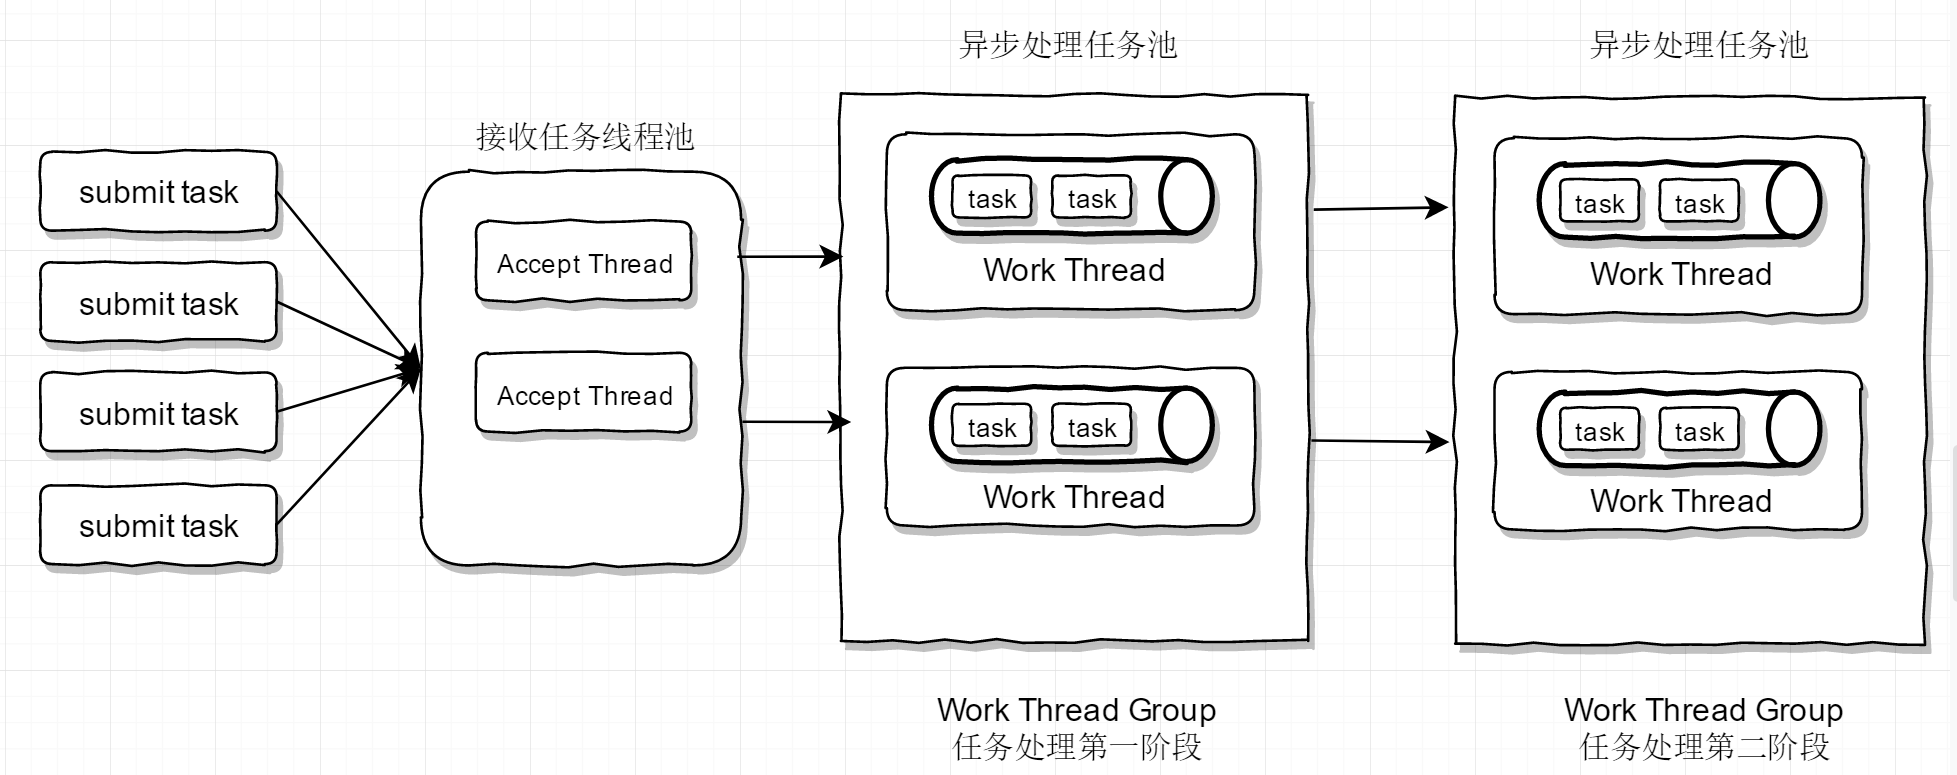 异步处理任务池
异步处理任务池
接收任务线程池
submit task
submit task
submit task
submit task
Accept Thread
Accept Thread
task
task
Work Thread
task
task
Work Thread
task
task
Work Thread
task
task
Work Thread
Work Thread Group
任务处理第一阶段
Work Thread Group
任务处理第二阶段